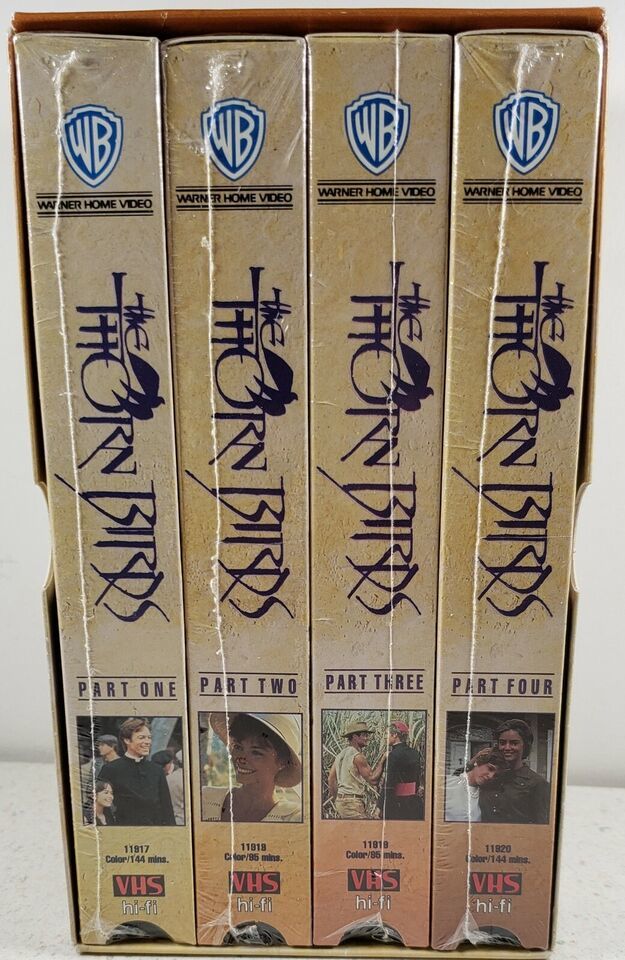 WB
WARNER HOME VIDEO
the THORN BIRDS
PART ONE
11917
Color/144 mins.
VHS
hi-fi
WB
WARNER HOME VIDEO
the THORN BIRDS
PART TWO
11918
Color/95 mins.
VHS
hi-fi
WB
WARNER HOME VIDEO
the THORN BIRDS
PART THREE
11919
Color/95 mins.
VHS
hi-fi
WB
WARNER HOME VIDEO
the THORN BIRDS
PART FOUR
11920
Color/144 mins.
VHS
hi-fi